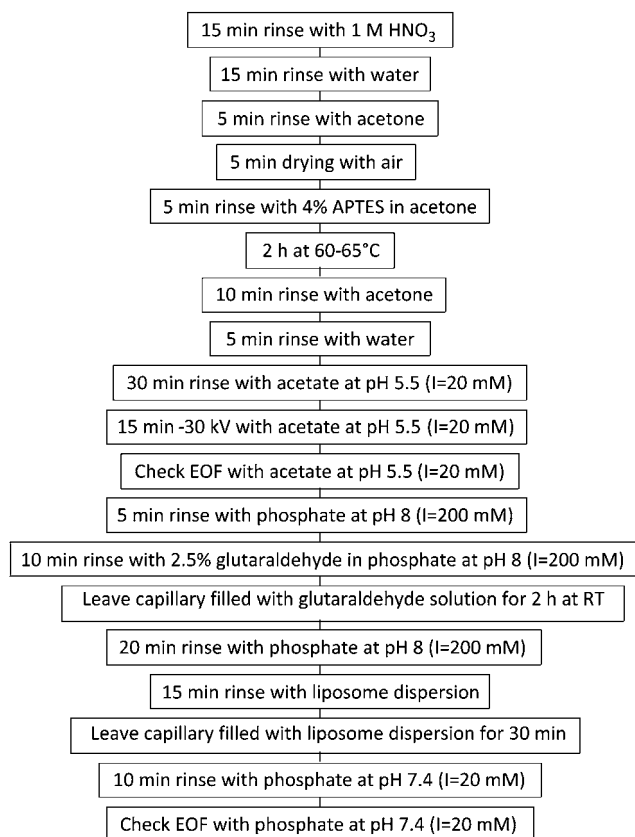 15 min rinse with 1 M HNO₃
15 min rinse with water
5 min rinse with acetone
5 min drying with air
5 min rinse with 4% APTES in acetone
2 h at 60-65°C
10 min rinse with acetone
5 min rinse with water
30 min rinse with acetate at pH 5.5 (I=20 mM)
15 min -30 kV with acetate at pH 5.5 (I=20 mM)
Check EOF with acetate at pH 5.5 (I=20 mM)
5 min rinse with phosphate at pH 8 (I=200 mM)
10 min rinse with 2.5% glutaraldehyde in phosphate at pH 8 (I=200 mM)
Leave capillary filled with glutaraldehyde solution for 2 h at RT
20 min rinse with phosphate at pH 8 (I=200 mM)
15 min rinse with liposome dispersion
Leave capillary filled with liposome dispersion for 30 min
10 min rinse with phosphate at pH 7.4 (I=20 mM)
Check EOF with phosphate at pH 7.4 (I=20 mM)